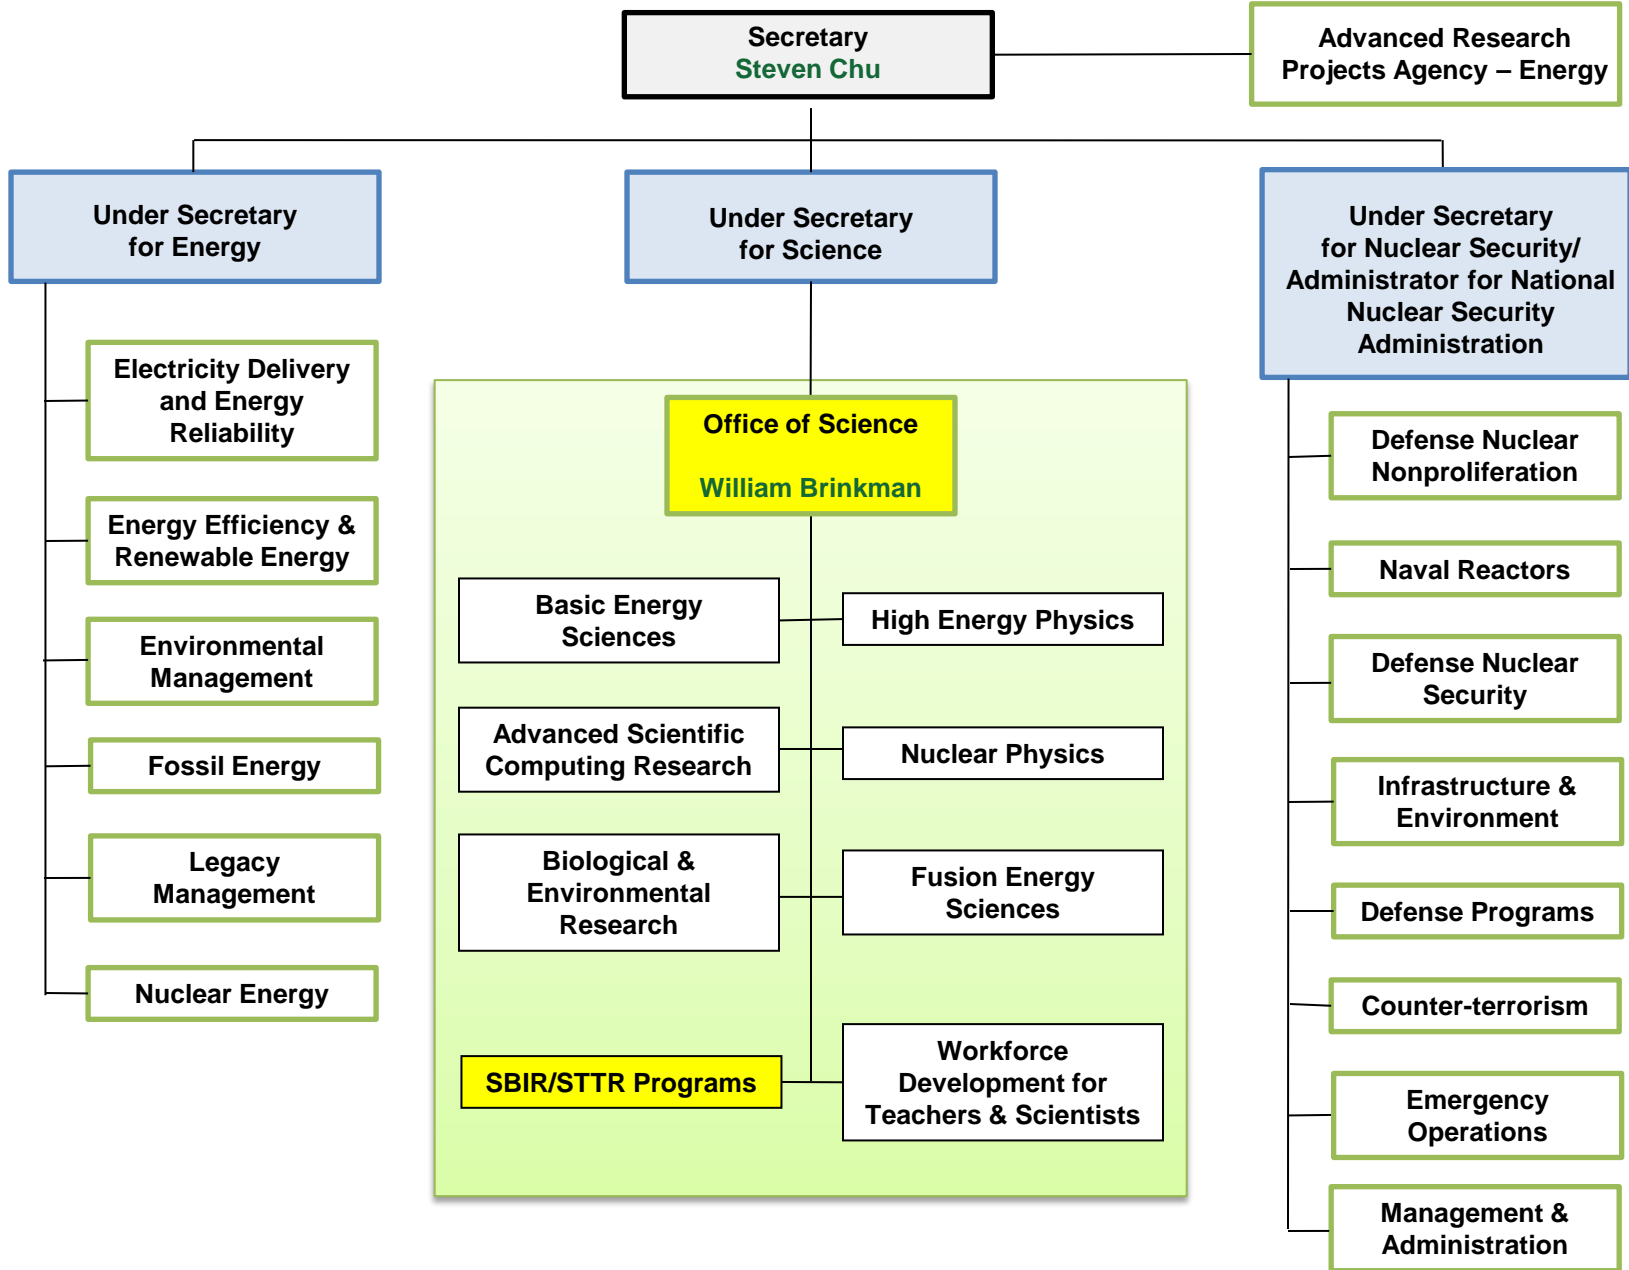 Secretary
Steven Chu
Advanced Research
Projects Agency – Energy
Under Secretary
for Energy
Under Secretary
for Science
Under Secretary
for Nuclear Security/
Administrator for National
Nuclear Security
Administration
Electricity Delivery
and Energy
Reliability
Energy Efficiency &
Renewable Energy
Environmental
Management
Fossil Energy
Legacy
Management
Nuclear Energy
Office of Science
William Brinkman
Basic Energy
Sciences
High Energy Physics
Advanced Scientific
Computing Research
Nuclear Physics
Biological &
Environmental
Research
Fusion Energy
Sciences
SBIR/STTR Programs
Workforce
Development for
Teachers & Scientists
Defense Nuclear
Nonproliferation
Naval Reactors
Defense Nuclear
Security
Infrastructure &
Environment
Defense Programs
Counter-terrorism
Emergency
Operations
Management &
Administration